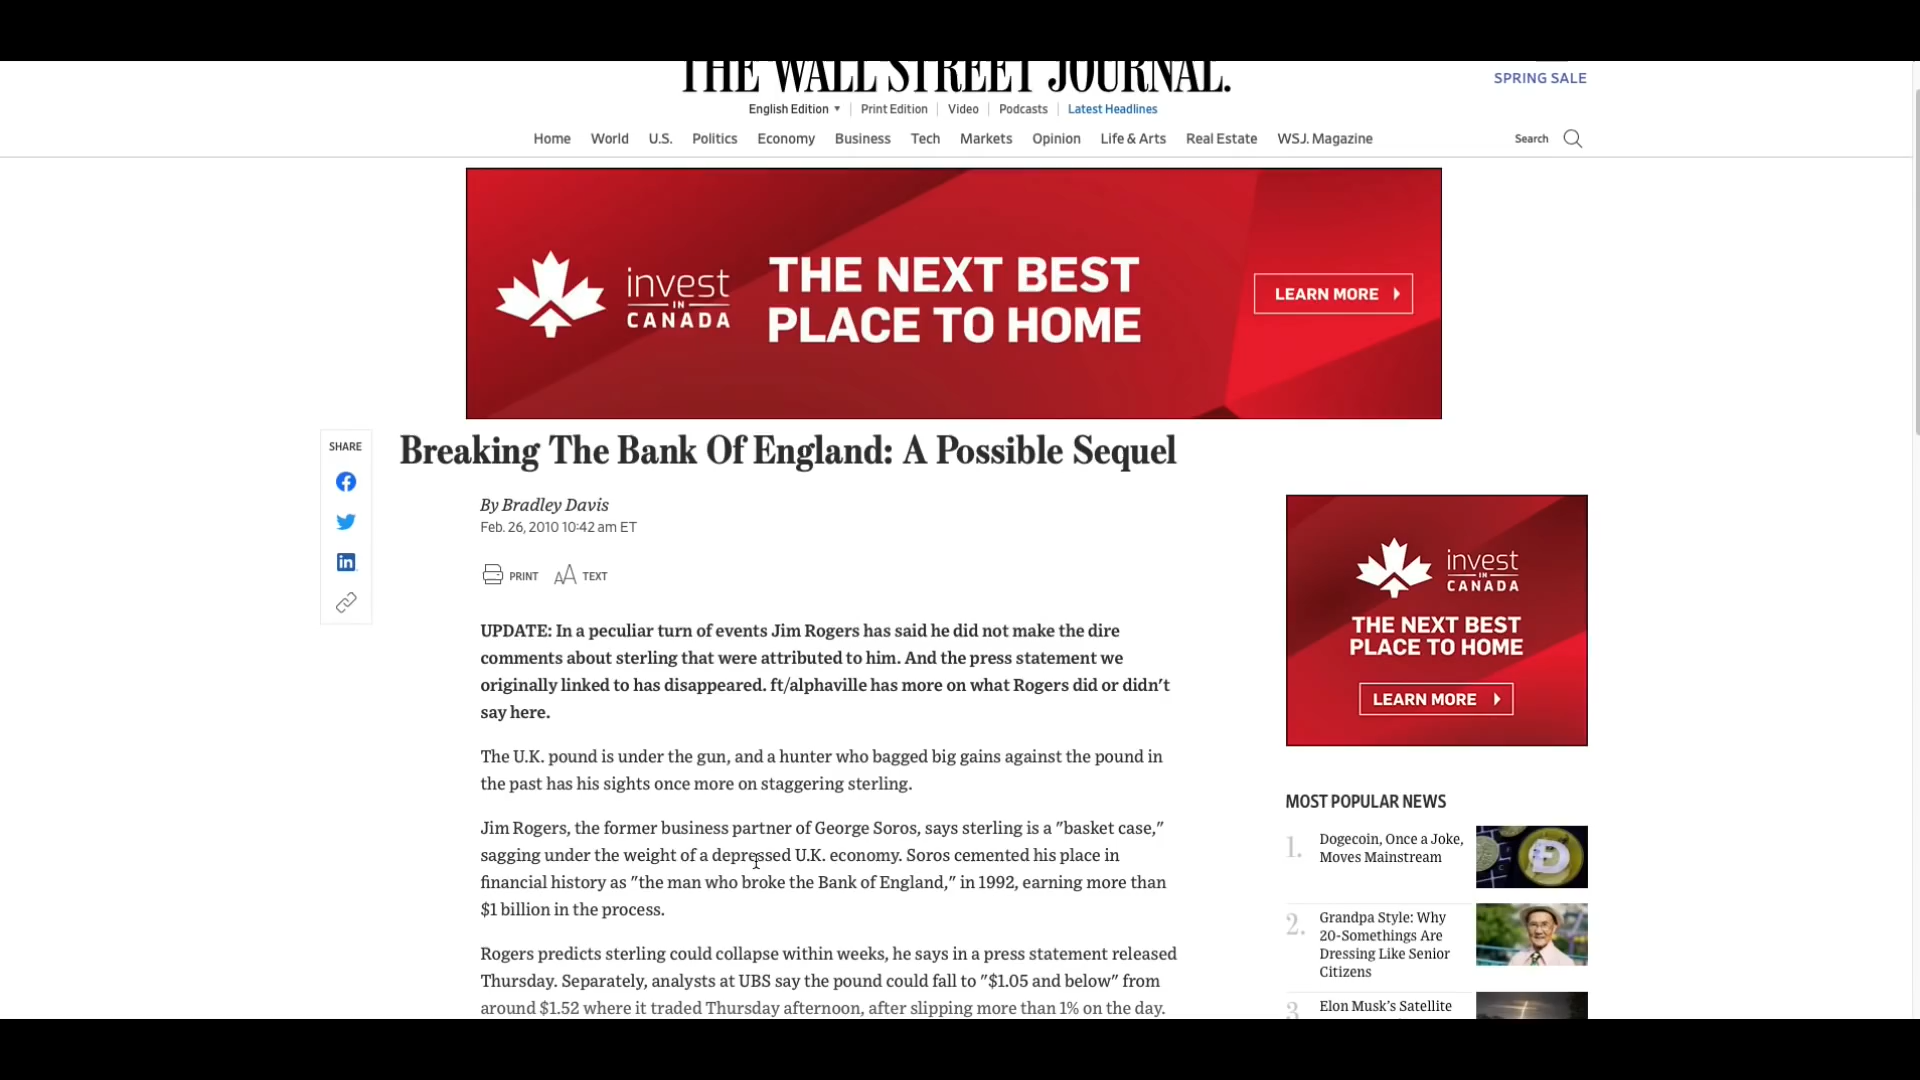 THE WALL STREET JOURNAL.
SPRING SALE
English Edition
Print Edition
Video
Podcasts
Latest Headlines
Home
World
U.S.
Politics
Economy
Business
Tech
Markets
Opinion
Life & Arts
Real Estate
WSJ. Magazine
Search
invest
IN
CANADA
THE NEXT BEST
PLACE TO HOME
LEARN MORE
SHARE
Breaking The Bank Of England: A Possible Sequel
By Bradley Davis
Feb. 26, 2010 10:42 am ET
PRINT
AA TEXT
UPDATE: In a peculiar turn of events Jim Rogers has said he did not make the dire
comments about sterling that were attributed to him. And the press statement we
originally linked to has disappeared. ft/alphaville has more on what Rogers did or didn't
say here.
The U.K. pound is under the gun, and a hunter who bagged big gains against the pound in
the past has his sights once more on staggering sterling.
Jim Rogers, the former business partner of George Soros, says sterling is a "basket case,"
sagging under the weight of a depressed U.K. economy. Soros cemented his place in
financial history as "the man who broke the Bank of England," in 1992, earning more than
$1 billion in the process.
Rogers predicts sterling could collapse within weeks, he says in a press statement released
Thursday. Separately, analysts at UBS say the pound could fall to "$1.05 and below" from
around $1.52 where it traded Thursday afternoon, after slipping more than 1% on the day.
invest
IN
CANADA
THE NEXT BEST
PLACE TO HOME
LEARN MORE
MOST POPULAR NEWS
1.
Dogecoin, Once a Joke,
Moves Mainstream
2.
Grandpa Style: Why
20-Somethings Are
Dressing Like Senior
Citizens
3
Elon Musk's Satellite